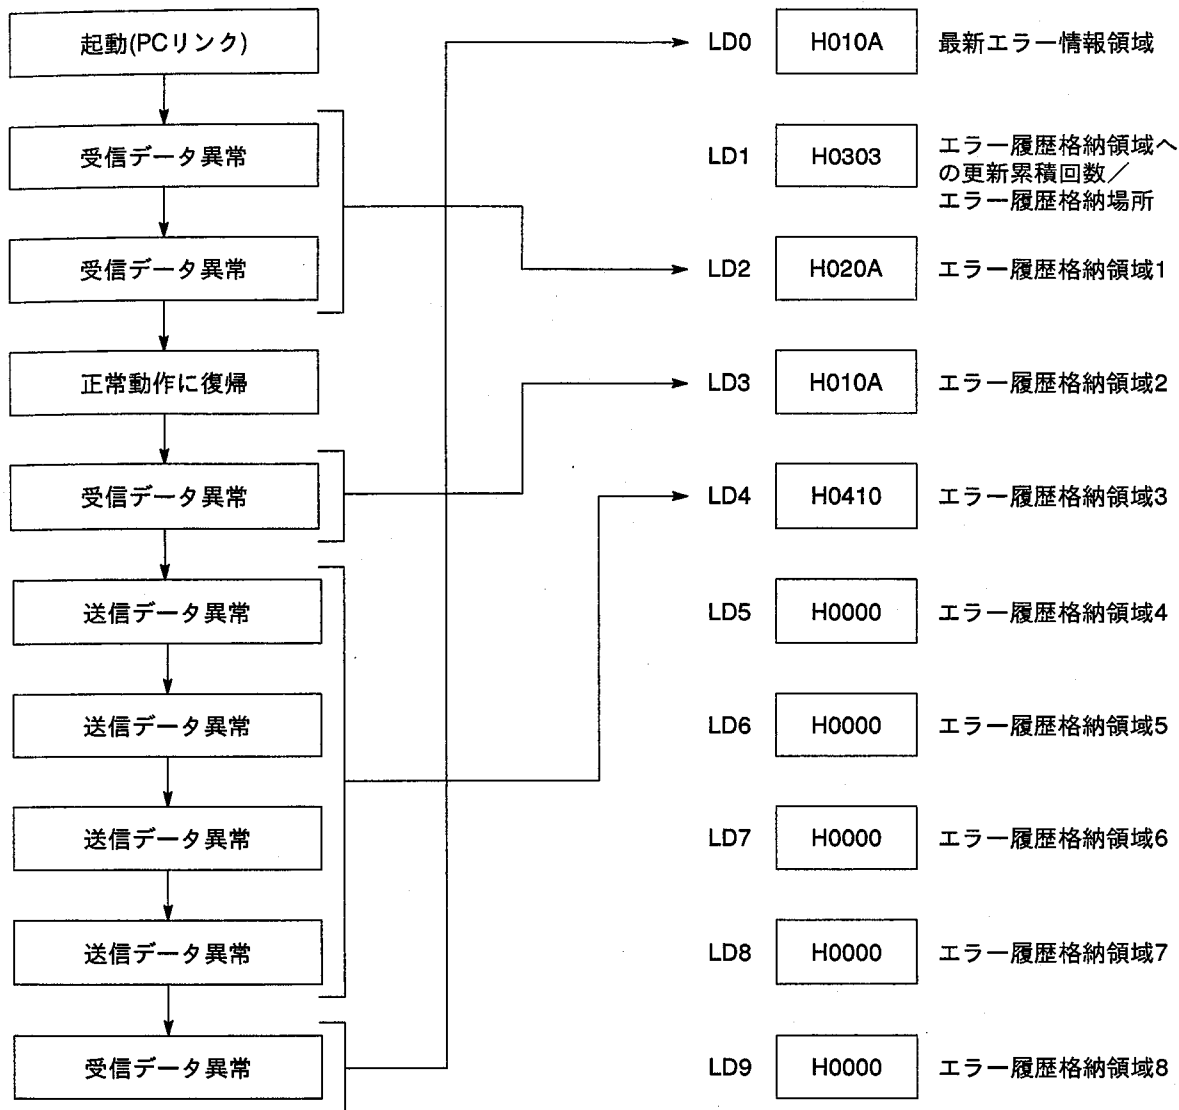 起動(PCリンク)
受信データ異常
受信データ異常
正常動作に復帰
受信データ異常
送信データ異常
送信データ異常
送信データ異常
送信データ異常
受信データ異常
LD0 H010A 最新エラー情報領域
LD1 H0303 エラー履歴格納領域へ
の更新累積回数／
エラー履歴格納場所
LD2 H020A エラー履歴格納領域1
LD3 H010A エラー履歴格納領域2
LD4 H0410 エラー履歴格納領域3
LD5 H0000 エラー履歴格納領域4
LD6 H0000 エラー履歴格納領域5
LD7 H0000 エラー履歴格納領域6
LD8 H0000 エラー履歴格納領域7
LD9 H0000 エラー履歴格納領域8